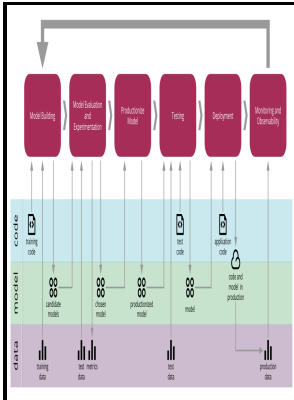 Model Building
Model Evaluation
and
Experimentation
Productionize
Model
Testing
Deployment
Monitoring and
Observability
code
training
code
test
code
application
code
model
candidate
models
chosen
model
productionized
model
model
code and
model in
production
data
training
data
test
data
metrics
test
data
production
data